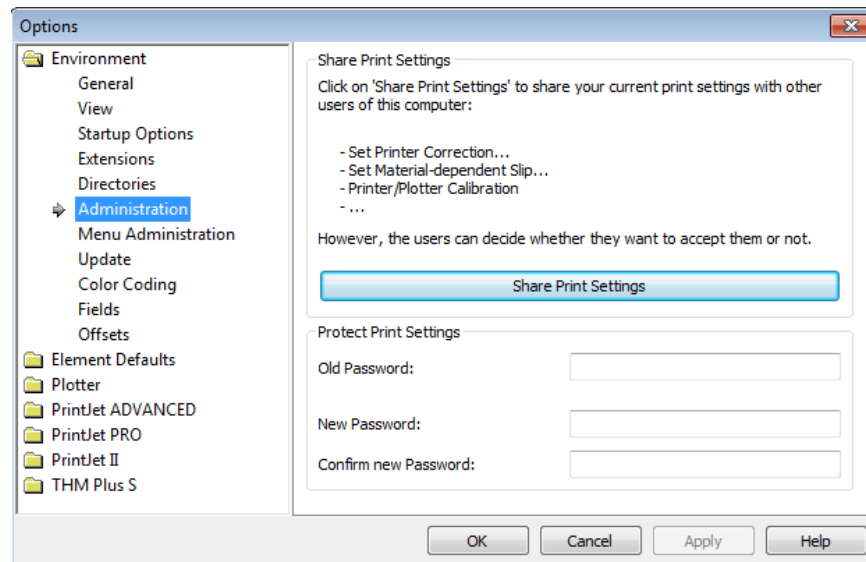 Options
Environment
General
View
Startup Options
Extensions
Directories
Administration
Menu Administration
Update
Color Coding
Fields
Offsets
Element Defaults
Plotter
PrintJet ADVANCED
PrintJet PRO
PrintJet II
THM Plus S
Share Print Settings
Click on 'Share Print Settings' to share your current print settings with other
users of this computer:
- Set Printer Correction...
- Set Material-dependent Slip...
- Printer/Plotter Calibration
- ...
However, the users can decide whether they want to accept them or not.
Share Print Settings
Protect Print Settings
Old Password:
New Password:
Confirm new Password:
OK
Cancel
Apply
Help